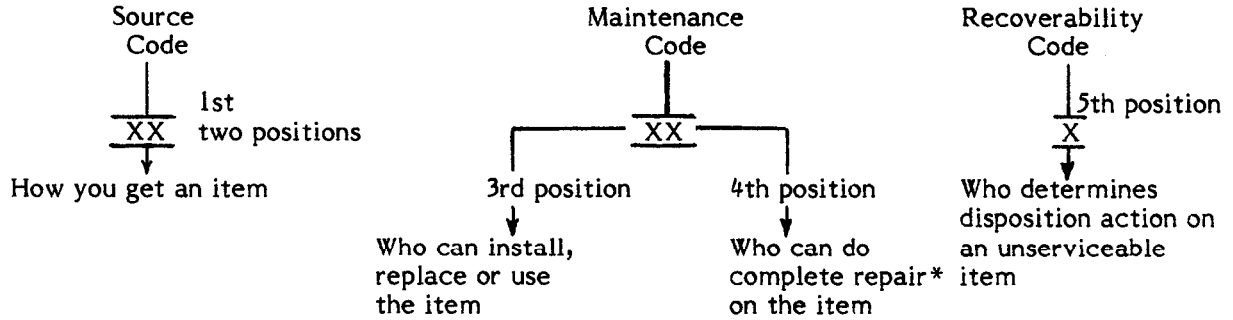 Source
Code
1st
XX two positions
How you get an item
Maintenance
Code
XX
3rd position
Who can install,
replace or use
the item
4th position
Who can do
complete repair*
on the item
Recoverability
Code
5th position
X
Who determines
disposition action on
an unserviceable
item